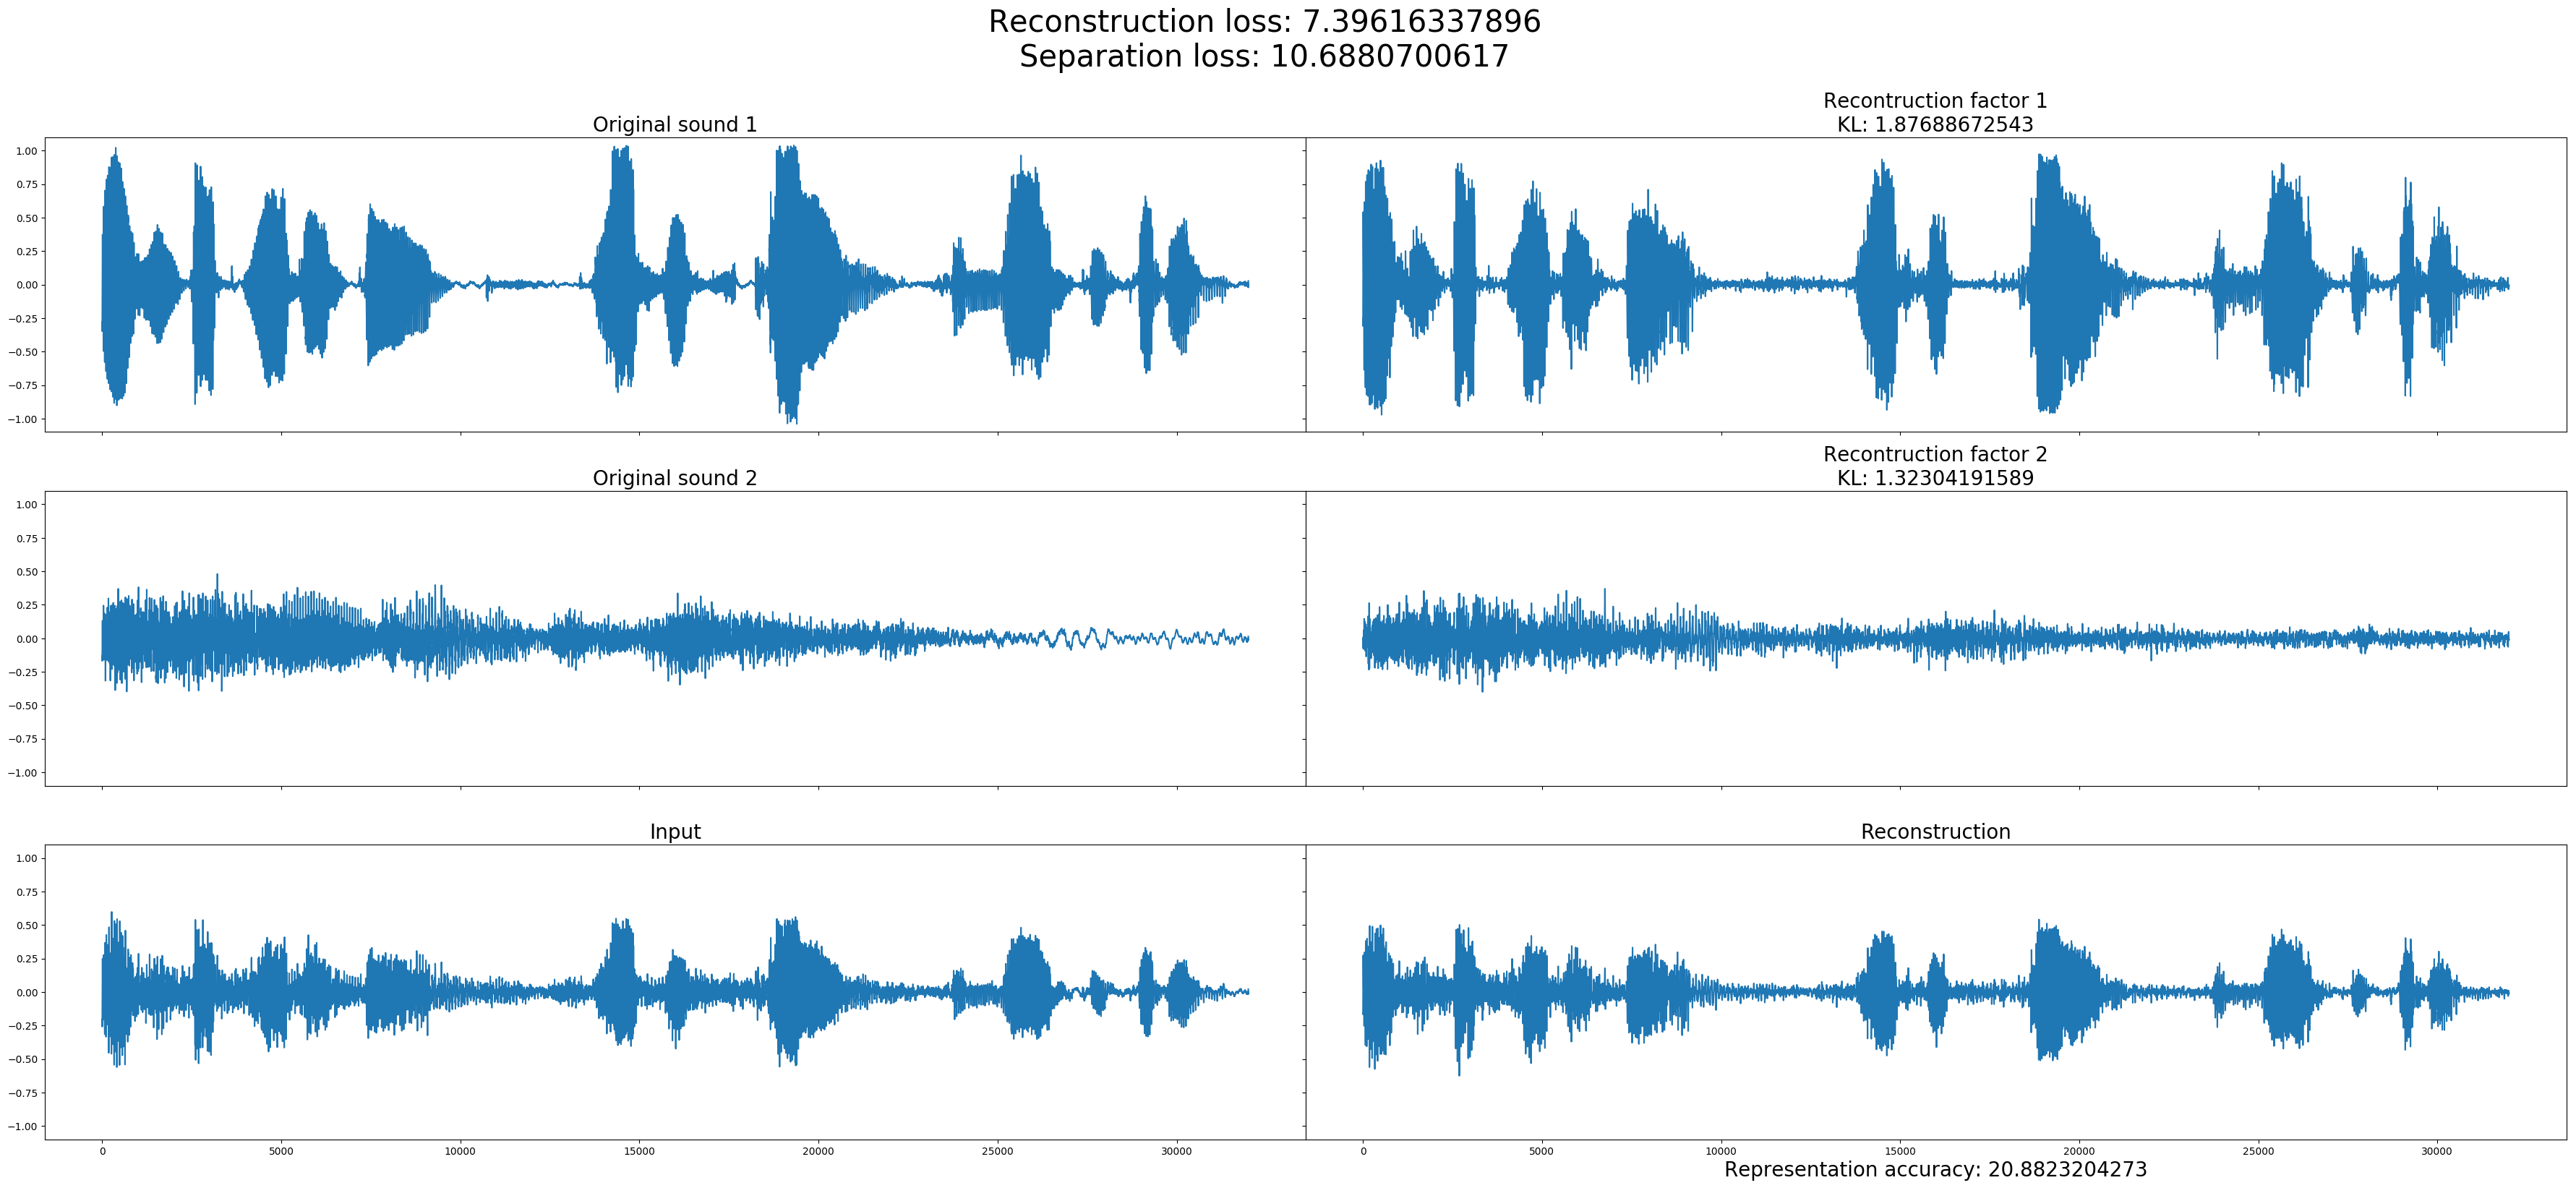 Reconstruction loss: 7.39616337896
Separation loss: 10.6880700617
Original sound 1
Recontruction factor 1
KL: 1.87688672543
1.00
0.75
0.50
0.25
0.00
−0.25
−0.50
−0.75
−1.00
Original sound 2
Recontruction factor 2
KL: 1.32304191589
1.00
0.75
0.50
0.25
0.00
−0.25
−0.50
−0.75
−1.00
Input
Reconstruction
1.00
0.75
0.50
0.25
0.00
−0.25
−0.50
−0.75
−1.00
0 5000 10000 15000 20000 25000 30000
0 5000 10000 15000 20000 25000 30000
Representation accuracy: 20.8823204273